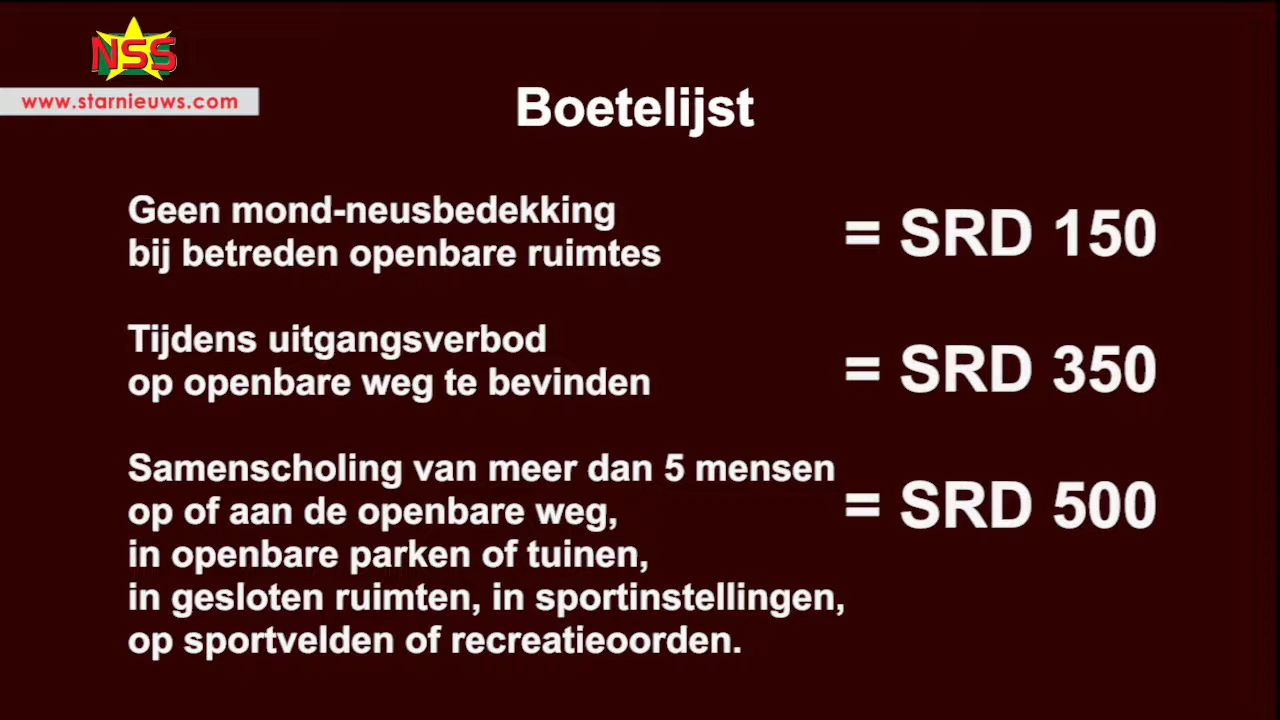 NSS
www.starnieuws.com
Boetelijst
Geen mond-neusbedekking
bij betreden openbare ruimtes
= SRD 150
Tijdens uitgangsverbod
op openbare weg te bevinden
= SRD 350
Samenscholing van meer dan 5 mensen
op of aan de openbare weg,
in openbare parken of tuinen,
in gesloten ruimten, in sportinstellingen,
op sportvelden of recreatieoorden.
= SRD 500